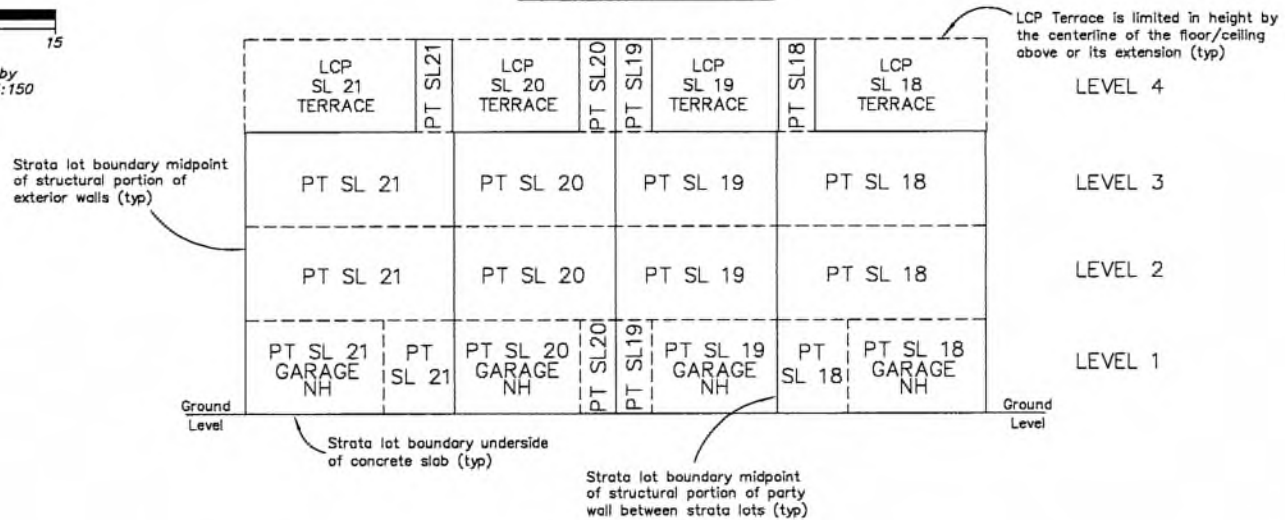 15
by
:150
LCP Terrace is limited in height by
the centerline of the floor/ceiling
above or its extension (typ)
LCP
SL 21
TERRACE
PT SL21
LCP
SL 20
TERRACE
PT SL20
PT SL19
LCP
SL 19
TERRACE
PT SL18
LCP
SL 18
TERRACE
LEVEL 4
Strata lot boundary midpoint
of structural portion of
exterior walls (typ)
PT SL 21
PT SL 20
PT SL 19
PT SL 18
LEVEL 3
PT SL 21
PT SL 20
PT SL 19
PT SL 18
LEVEL 2
PT SL 21
GARAGE
NH
PT
SL 21
PT SL 20
GARAGE
NH
PT SL20
PT SL19
PT SL 19
GARAGE
NH
PT
SL 18
PT SL 18
GARAGE
NH
LEVEL 1
Ground
Level
Ground
Level
Strata lot boundary underside
of concrete slab (typ)
Strata lot boundary midpoint
of structural portion of party
wall between strata lots (typ)